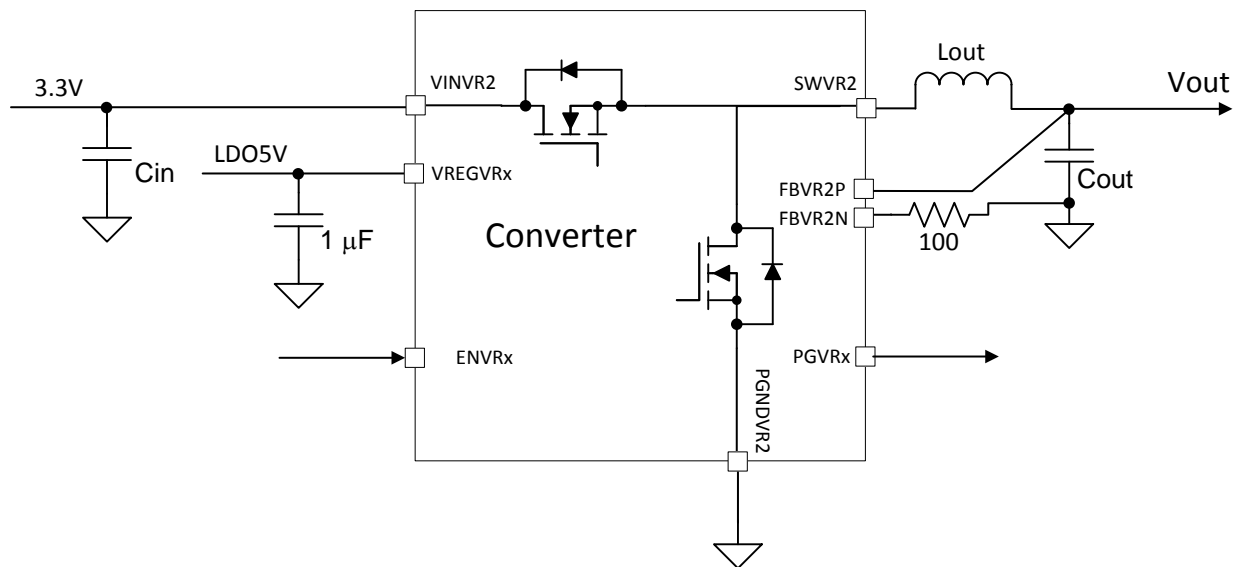 3.3V
VINVR2
SWVR2
Lout
Vout
Cin
LDO5V
VREGVRx
FBVR2P
Cout
FBVR2N
1 μF
Converter
100
ENVRx
PGVRx
PGNDVR2